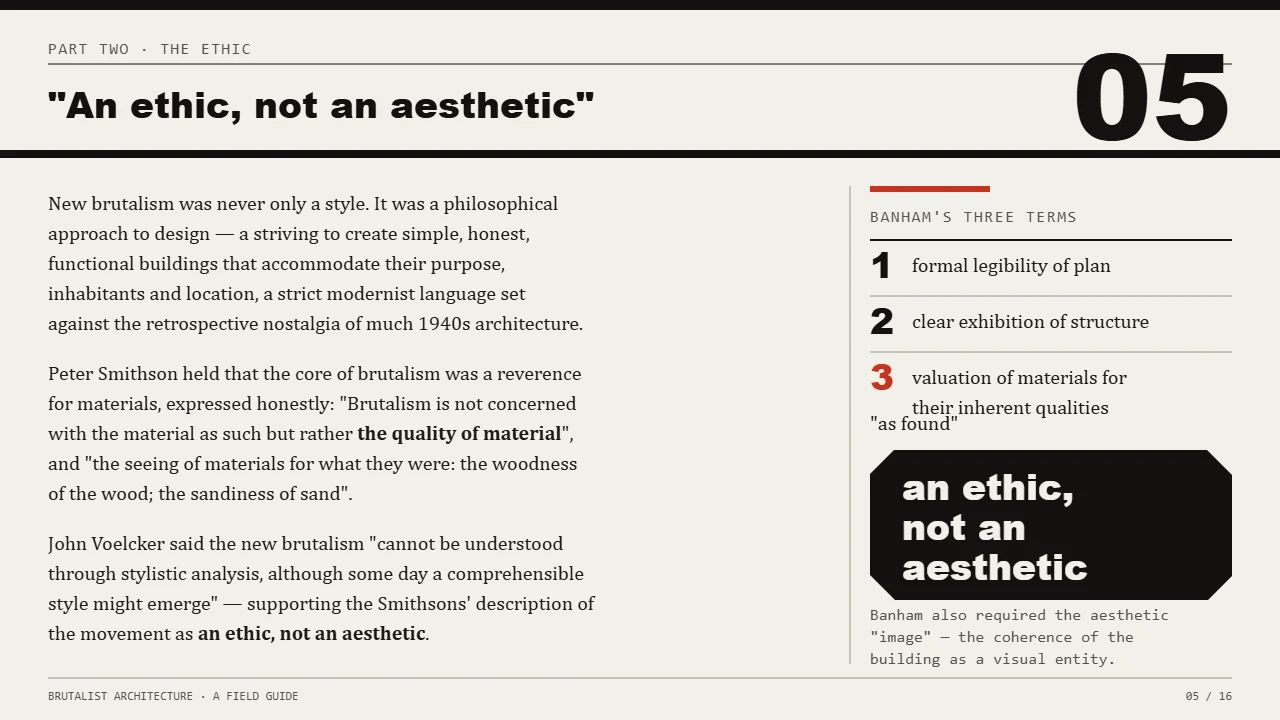 PART TWO · THE ETHIC
05
"An ethic, not an aesthetic"
New brutalism was never only a style. It was a philosophical
approach to design — a striving to create simple, honest,
functional buildings that accommodate their purpose,
inhabitants and location, a strict modernist language set
against the retrospective nostalgia of much 1940s architecture.
Peter Smithson held that the core of brutalism was a reverence
for materials, expressed honestly: "Brutalism is not concerned
with the material as such but rather the quality of material",
and "the seeing of materials for what they were: the woodness
of the wood; the sandiness of sand".
John Voelcker said the new brutalism "cannot be understood
through stylistic analysis, although some day a comprehensible
style might emerge" — supporting the Smithsons' description of
the movement as an ethic, not an aesthetic.
BANHAM'S THREE TERMS
1 formal legibility of plan
2 clear exhibition of structure
3 valuation of materials for
their inherent qualities
"as found"
an ethic,
not an
aesthetic
Banham also required the aesthetic
"image" — the coherence of the
building as a visual entity.
BRUTALIST ARCHITECTURE · A FIELD GUIDE
05 / 16